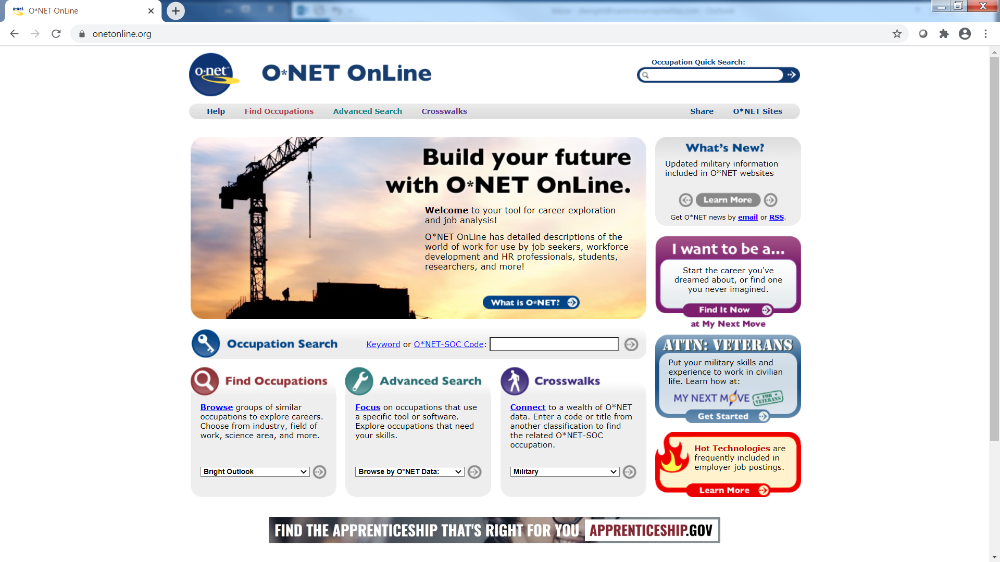 O*NET OnLine
onetonline.org
o·net
O*NET OnLine
Occupation Quick Search:
Help Find Occupations Advanced Search Crosswalks Share O*NET Sites
Build your future
with O*NET OnLine.
Welcome to your tool for career exploration
and job analysis!
O*NET OnLine has detailed descriptions of the
world of work for use by job seekers, workforce
development and HR professionals, students,
researchers, and more!
What is O*NET?
What's New?
Updated military information
included in O*NET websites
Learn More
Get O*NET news by email or RSS.
I want to be a...
Start the career you've
dreamed about, or find one
you never imagined.
Find It Now
at My Next Move
Occupation Search Keyword or O*NET-SOC Code:
ATTN: VETERANS
Put your military skills and
experience to work in civilian
life. Learn how at:
MY NEXT MOVE FOR VETERANS
Get Started
Find Occupations
Browse groups of similar
occupations to explore careers.
Choose from industry, field of
work, science area, and more.
Bright Outlook
Advanced Search
Focus on occupations that use
a specific tool or software.
Explore occupations that need
your skills.
Browse by O*NET Data:
Crosswalks
Connect to a wealth of O*NET
data. Enter a code or title from
another classification to find
the related O*NET-SOC
occupation.
Military
Hot Technologies are
frequently included in
employer job postings.
Learn More
FIND THE APPRENTICESHIP THAT'S RIGHT FOR YOU APPRENTICESHIP.GOV